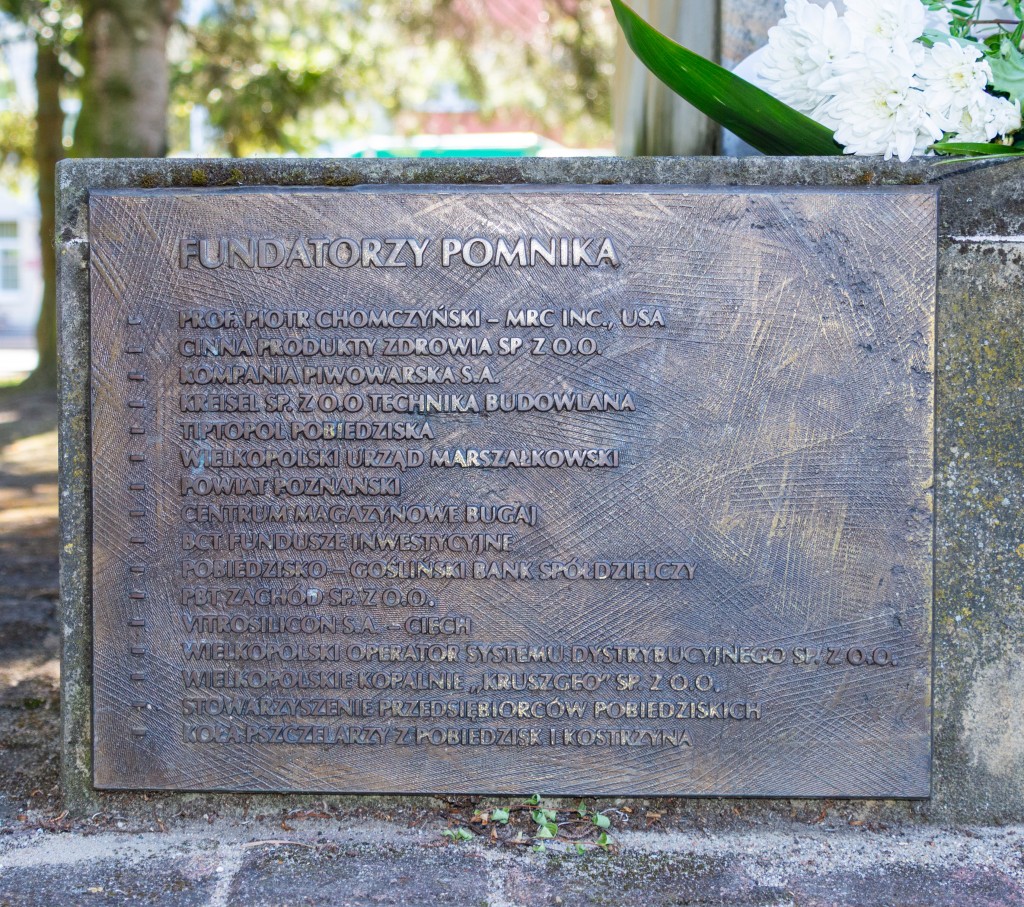 FUNDATORZY POMNIKA
- PROF. PIOTR CHOMCZYŃSKI – MRC INC., USA
- CINNA PRODUKTY ZDROWIA SP. Z O.O.
- KOMPANIA PIWOWARSKA S.A.
- KREISEL SP. Z O.O TECHNIKA BUDOWLANA
- TIPTOPOL POBIEDZISKA
- WIELKOPOLSKI URZĄD MARSZAŁKOWSKI
- POWIAT POZNAŃSKI
- CENTRUM MAGAZYNOWE BUGAJ
- BCT FUNDUSZE INWESTYCYJNE
- POBIEDZISKO – GOŚLIŃSKI BANK SPÓŁDZIELCZY
- PBT ZACHÓD SP. Z O.O.
- VITROSILICON S.A. – CIECH
- WIELKOPOLSKI OPERATOR SYSTEMU DYSTRYBUCYJNEGO SP. Z O.O.
- WIELKOPOLSKIE KOPALNIE „KRUSZGEO” SP. Z O.O.
- STOWARZYSZENIE PRZEDSIĘBIORCÓW POBIEDZISKICH
- KOŁA PSZCZELARZY Z POBIEDZISK I KOSTRZYNA